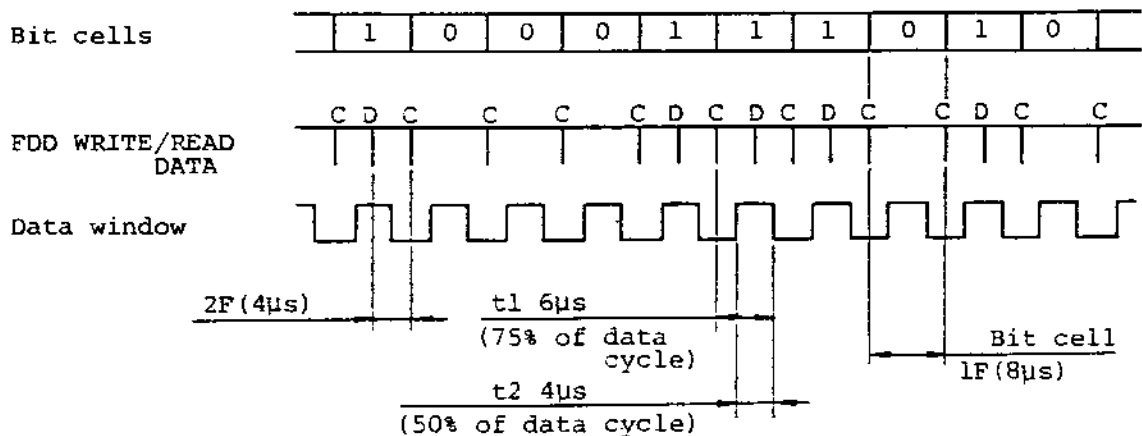 Bit cells 1 0 0 0 1 1 1 0 1 0
C D C C C C D C D C D C C D C C
FDD WRITE/READ
DATA
Data window
2F(4μs)
t1 6μs
(75% of data
cycle)
Bit cell
1F(8μs)
t2 4μs
(50% of data cycle)